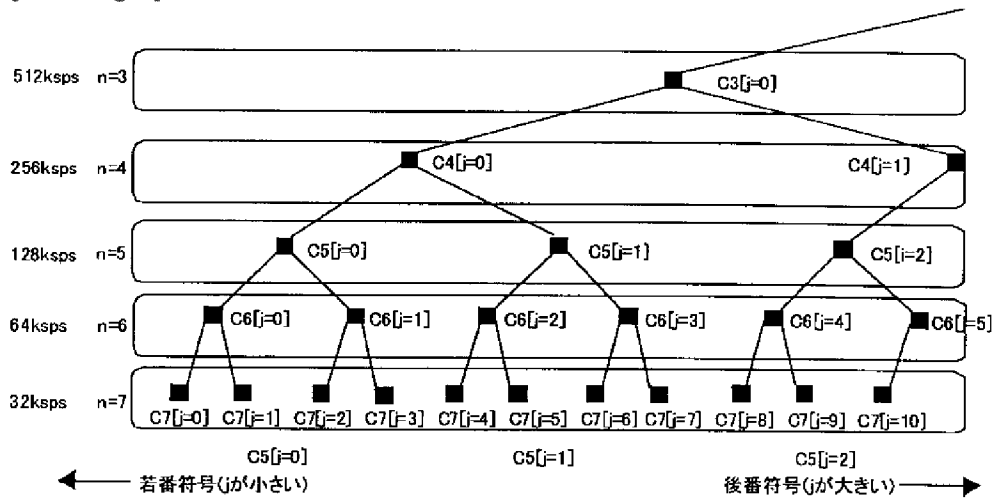 512ksps n=3 C3[j=0]
256ksps n=4 C4[j=0] C4[j=1]
128ksps n=5 C5[j=0] C5[j=1] C5[j=2]
64ksps n=6 C6[j=0] C6[j=1] C6[j=2] C6[j=3] C6[j=4] C6[j=5]
32ksps n=7 C7[j=0] C7[j=1] C7[j=2] C7[j=3] C7[j=4] C7[j=5] C7[j=6] C7[j=7] C7[j=8] C7[j=9] C7[j=10]
C5[j=0] C5[j=1] C5[j=2]
若番符号(jが小さい) 後番符号(jが大きい)